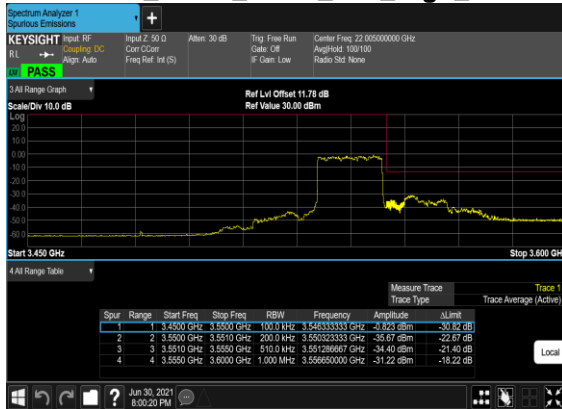 Spectrum Analyzer 1
Spurious Emissions
KEYSIGHT Input: RF Input Z: 50 Ω Atten: 30 dB Trig: Free Run Center Freq: 22.005000000 GHz
RL Coupling: DC Corr CCorr Gate: Off Avg|Hold: 100/100
Align: Auto Freq Ref: Int (S) IF Gain: Low Radio Std: None
PASS
3 All Range Graph
Ref Lvl Offset 11.78 dB
Scale/Div 10.0 dB Ref Value 30.00 dBm
Log
20.0
10.0
0.00
-10.0
-20.0
-30.0
-40.0
-50.0
-60.0
Start 3.450 GHz Stop 3.600 GH
4 All Range Table
Measure Trace Trace 1
Trace Type Trace Average (Active)
Spur Range Start Freq Stop Freq RBW Frequency Amplitude ΔLimit
1 1 3.4500 GHz 3.5500 GHz 100.0 kHz 3.546333333 GHz -0.823 dBm -30.82 dB
2 2 3.5500 GHz 3.5510 GHz 200.0 kHz 3.550323333 GHz -35.67 dBm -22.67 dB
3 3 3.5510 GHz 3.5550 GHz 510.0 kHz 3.551286667 GHz -34.40 dBm -21.40 dB
4 4 3.5550 GHz 3.6000 GHz 1.000 MHz 3.556650000 GHz -31.22 dBm -18.22 dB
Local
? Jun 30, 2021
8:00:20 PM